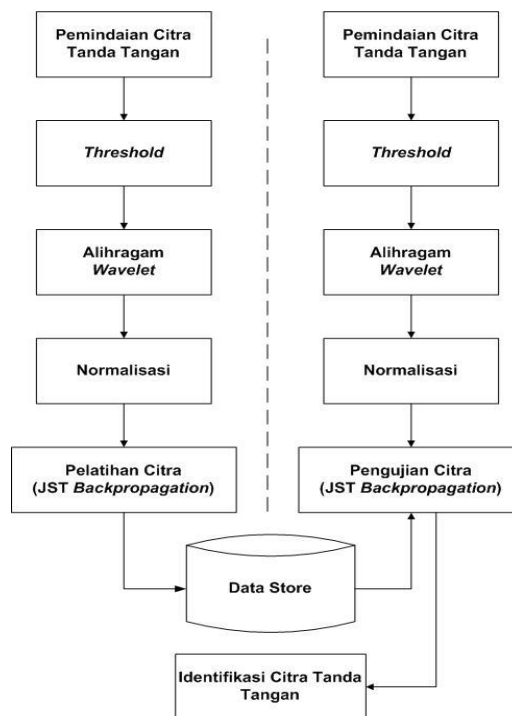 Pemindaian Citra
Tanda Tangan
Threshold
Alihragam
Wavelet
Normalisasi
Pelatihan Citra
(JST Backpropagation)
Pemindaian Citra
Tanda Tangan
Threshold
Alihragam
Wavelet
Normalisasi
Pengujian Citra
(JST Backpropagation)
Data Store
Identifikasi Citra Tanda
Tangan